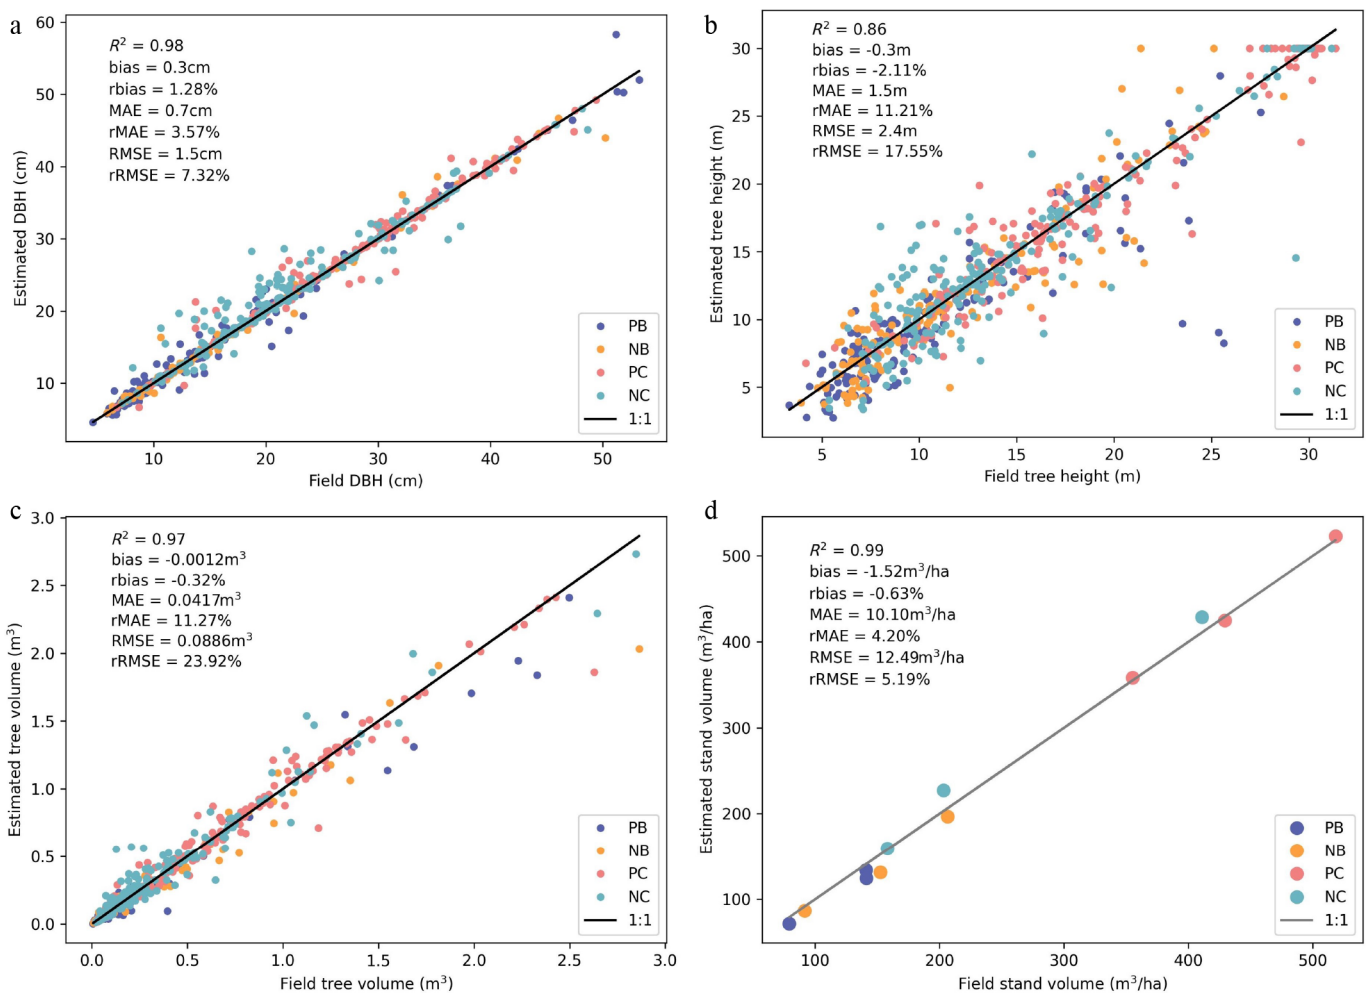 a
60
50
40
30
20
10
Estimated DBH (cm)
R² = 0.98
bias = 0.3cm
rbias = 1.28%
MAE = 0.7cm
rMAE = 3.57%
RMSE = 1.5cm
rRMSE = 7.32%
PB
NB
PC
NC
1:1
10
20
30
40
50
Field DBH (cm)
b
30
25
20
15
10
5
Estimated tree height (m)
R² = 0.86
bias = -0.3m
rbias = -2.11%
MAE = 1.5m
rMAE = 11.21%
RMSE = 2.4m
rRMSE = 17.55%
PB
NB
PC
NC
1:1
5
10
15
20
25
30
Field tree height (m)
c
3.0
2.5
2.0
1.5
1.0
0.5
0.0
Estimated tree volume (m³)
R² = 0.97
bias = -0.0012m³
rbias = -0.32%
MAE = 0.0417m³
rMAE = 11.27%
RMSE = 0.0886m³
rRMSE = 23.92%
PB
NB
PC
NC
1:1
0.0
0.5
1.0
1.5
2.0
2.5
3.0
Field tree volume (m³)
d
500
400
300
200
100
Estimated stand volume (m³/ha)
R² = 0.99
bias = -1.52m³/ha
rbias = -0.63%
MAE = 10.10m³/ha
rMAE = 4.20%
RMSE = 12.49m³/ha
rRMSE = 5.19%
PB
NB
PC
NC
1:1
100
200
300
400
500
Field stand volume (m³/ha)